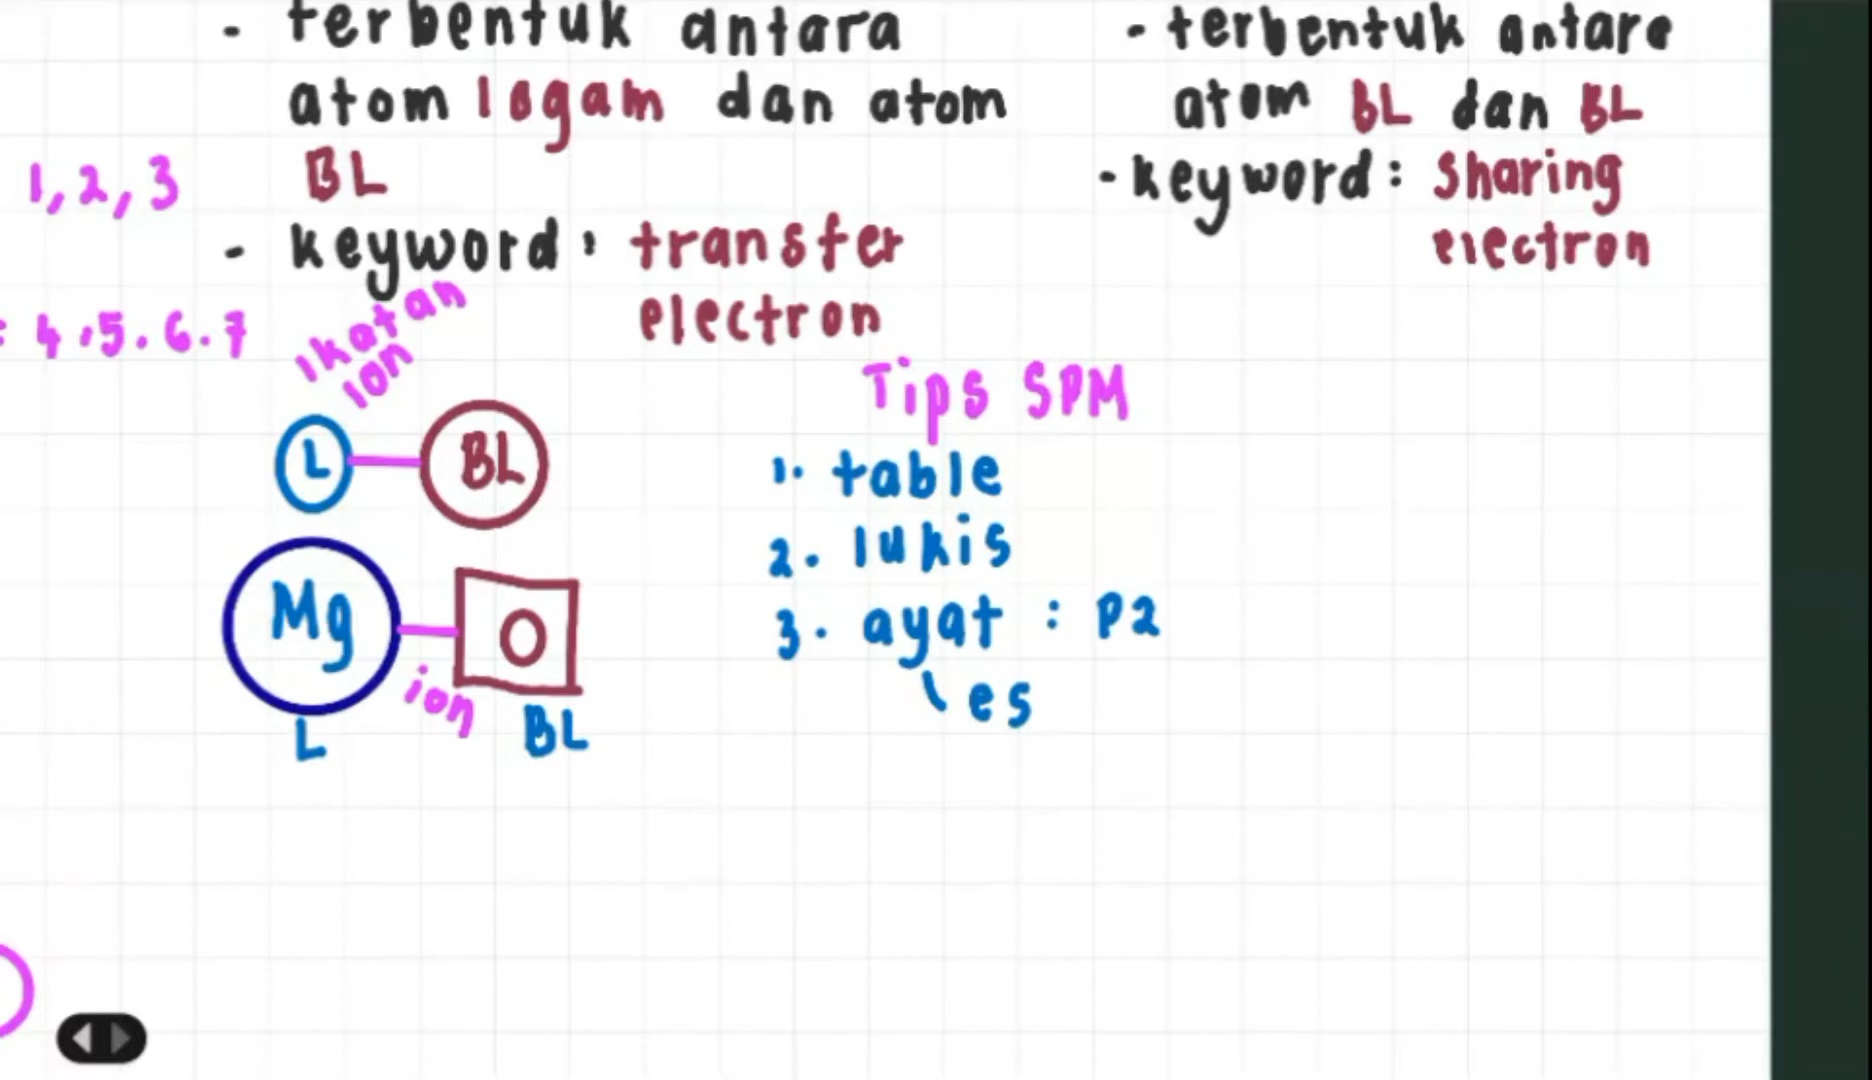 - terbentuk antara
atom logam dan atom
BL
- keyword: transfer
electron
- terbentuk antara
atom BL dan BL
- keyword: sharing
electron
1, 2, 3
: 4.5.6.7
ikatan
ion
L
BL
Mg
O
ion
L
BL
Tips SPM
1. table
2. lukis
3. ayat : P2
\ es